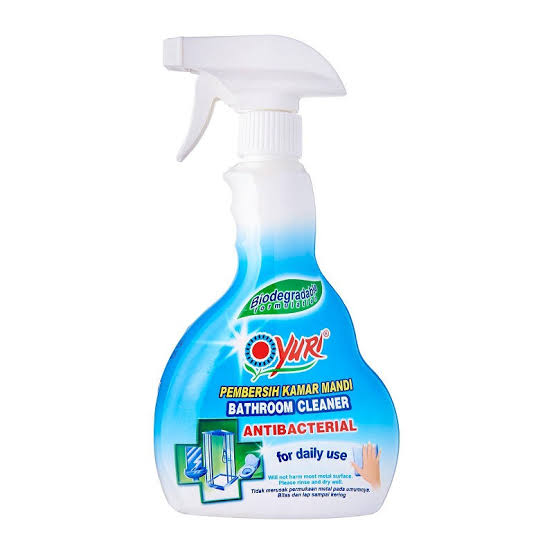 Biodegradable
Formulation
YURI®
PEMBERSIH KAMAR MANDI
BATHROOM CLEANER
ANTIBACTERIAL
for daily use
Will not harm most metal surface
Please rinse and dry well.
Tidak merusak permukaan metal pada umumnya.
Bilas dan lap sampai kering